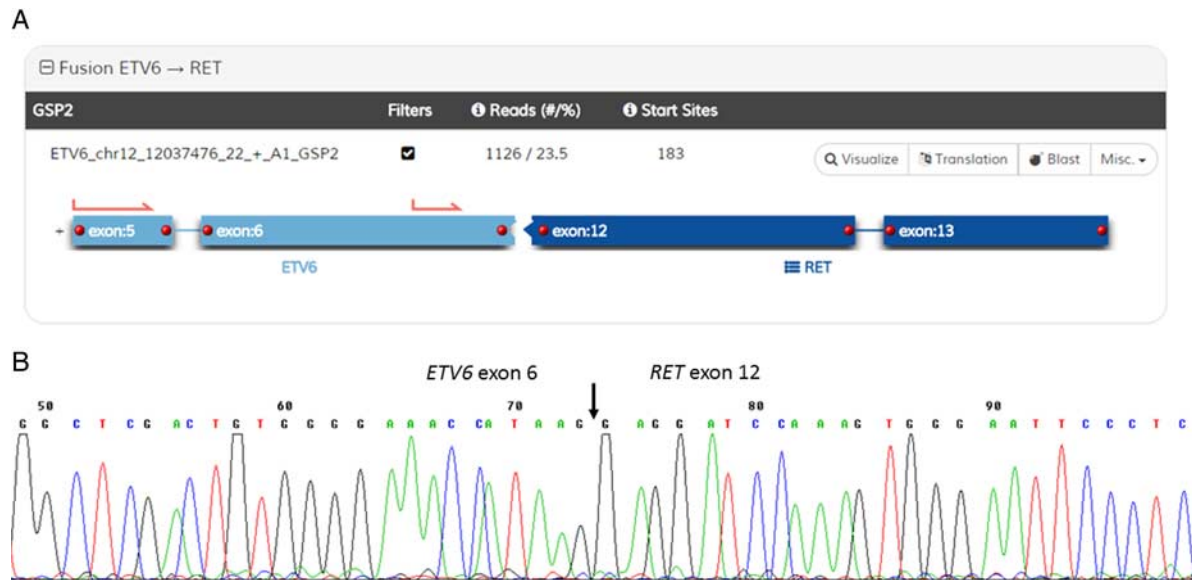 A
Fusion ETV6 → RET
GSP2 Filters Reads (#/%) Start Sites
ETV6_chr12_12037476_22_+_A1_GSP2 1126 / 23.5 183 Visualize Translation Blast Misc.
+ exon:5 exon:6 exon:12 exon:13
ETV6 RET
B
ETV6 exon 6 RET exon 12
50 60 70 80 90
G G C T C G A C T G T G G G G A A A C C A T A A G G A G G A T C C A A A G T G G G A A T T C C C T C